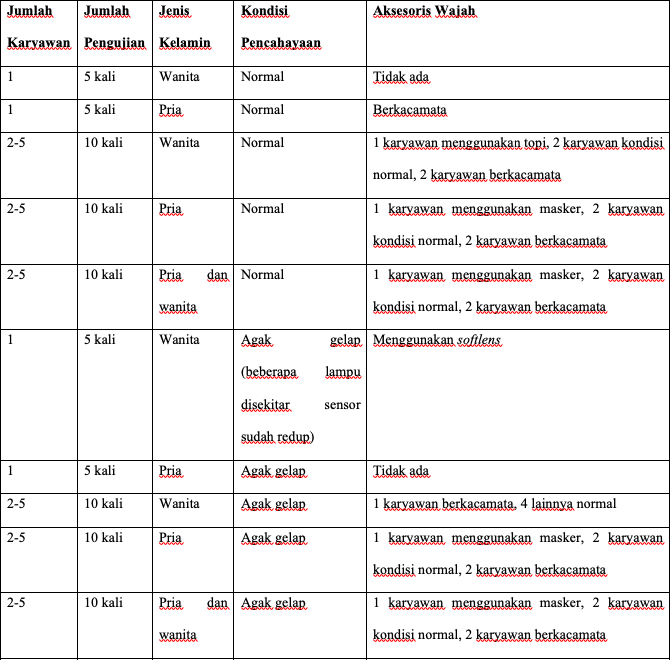 Jumlah Karyawan Jumlah Pengujian Jenis Kelamin Kondisi Pencahayaan Aksesoris Wajah
1 5 kali Wanita Normal Tidak ada
1 5 kali Pria Normal Berkacamata
2-5 10 kali Wanita Normal 1 karyawan menggunakan topi, 2 karyawan kondisi
normal, 2 karyawan berkacamata
2-5 10 kali Pria Normal 1 karyawan menggunakan masker, 2 karyawan
kondisi normal, 2 karyawan berkacamata
2-5 10 kali Pria dan wanita Normal 1 karyawan menggunakan masker, 2 karyawan
kondisi normal, 2 karyawan berkacamata
1 5 kali Wanita Agak gelap (beberapa lampu disekitar sensor sudah redup) Menggunakan softlens
1 5 kali Pria Agak gelap Tidak ada
2-5 10 kali Wanita Agak gelap 1 karyawan berkacamata, 4 lainnya normal
2-5 10 kali Pria Agak gelap 1 karyawan menggunakan masker, 2 karyawan
kondisi normal, 2 karyawan berkacamata
2-5 10 kali Pria dan wanita Agak gelap 1 karyawan menggunakan masker, 2 karyawan
kondisi normal, 2 karyawan berkacamata